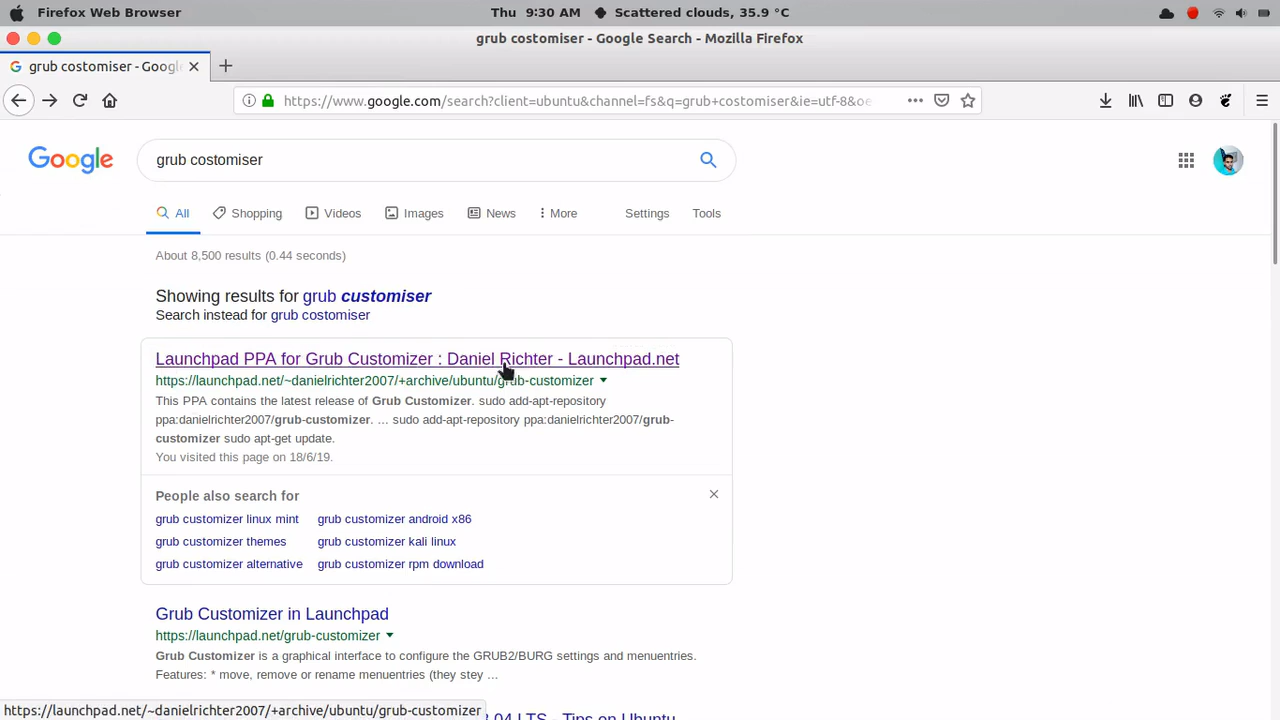 Firefox Web Browser
Thu 9:30 AM
Scattered clouds, 35.9 °C
grub costomiser - Google Search - Mozilla Firefox
grub costomiser - Googl
https://www.google.com/search?client=ubuntu&channel=fs&q=grub+costomiser&ie=utf-8&oe
Google
grub costomiser
All
Shopping
Videos
Images
News
More
Settings
Tools
About 8,500 results (0.44 seconds)
Showing results for grub customiser
Search instead for grub costomiser
Launchpad PPA for Grub Customizer : Daniel Richter - Launchpad.net
https://launchpad.net/~danielrichter2007/+archive/ubuntu/grub-customizer
This PPA contains the latest release of Grub Customizer. sudo add-apt-repository
ppa:danielrichter2007/grub-customizer. ... sudo add-apt-repository ppa:danielrichter2007/grub-
customizer sudo apt-get update.
You visited this page on 18/6/19.
People also search for
grub customizer linux mint
grub customizer android x86
grub customizer themes
grub customizer kali linux
grub customizer alternative
grub customizer rpm download
Grub Customizer in Launchpad
https://launchpad.net/grub-customizer
Grub Customizer is a graphical interface to configure the GRUB2/BURG settings and menuentries.
Features: * move, remove or rename menuentries (they stey ...
https://launchpad.net/~danielrichter2007/+archive/ubuntu/grub-customizer
04 LTS - Tips on Ubuntu